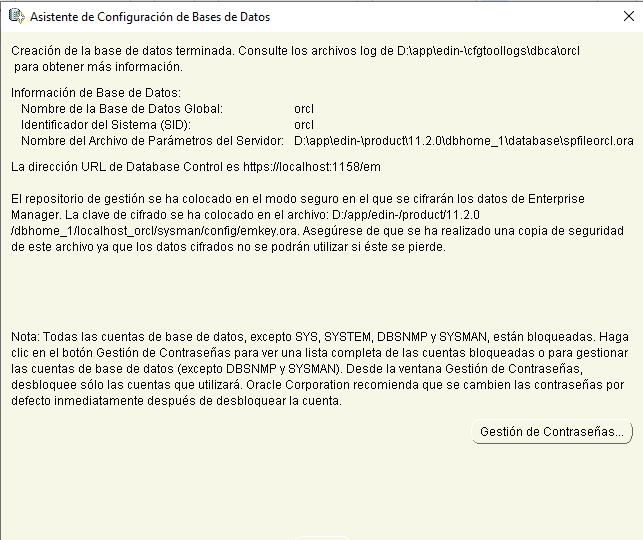 Asistente de Configuración de Bases de Datos
Creación de la base de datos terminada. Consulte los archivos log de D:\app\edin-\cfgtoollogs\dbca\orcl
para obtener más información.
Información de Base de Datos:
Nombre de la Base de Datos Global: orcl
Identificador del Sistema (SID): orcl
Nombre del Archivo de Parámetros del Servidor: D:\app\edin-\product\11.2.0\dbhome_1\database\spfileorcl.ora
La dirección URL de Database Control es https://localhost:1158/em
El repositorio de gestión se ha colocado en el modo seguro en el que se cifrarán los datos de Enterprise
Manager. La clave de cifrado se ha colocado en el archivo: D:/app/edin-/product/11.2.0
/dbhome_1/localhost_orcl/sysman/config/emkey.ora. Asegúrese de que se ha realizado una copia de seguridad
de este archivo ya que los datos cifrados no se podrán utilizar si éste se pierde.
Nota: Todas las cuentas de base de datos, excepto SYS, SYSTEM, DBSNMP y SYSMAN, están bloqueadas. Haga
clic en el botón Gestión de Contraseñas para ver una lista completa de las cuentas bloqueadas o para gestionar
las cuentas de base de datos (excepto DBSNMP y SYSMAN). Desde la ventana Gestión de Contraseñas,
desbloquee sólo las cuentas que utilizará. Oracle Corporation recomienda que se cambien las contraseñas por
defecto inmediatamente después de desbloquear la cuenta.
Gestión de Contraseñas...